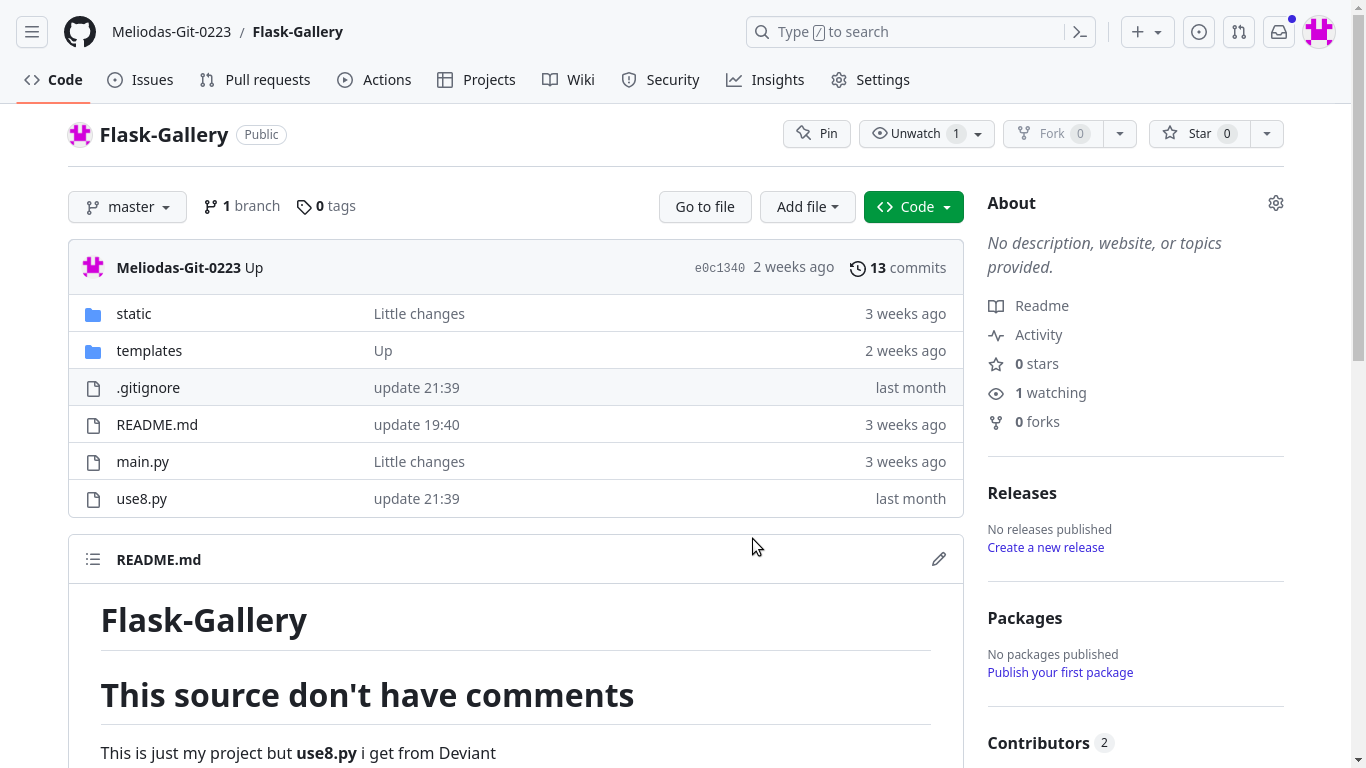 Meliodas-Git-0223 / Flask-Gallery
Type / to search
Code Issues Pull requests Actions Projects Wiki Security Insights Settings
Flask-Gallery Public
Pin Unwatch 1 Fork 0 Star 0
master 1 branch 0 tags
Go to file Add file Code
Meliodas-Git-0223 Up e0c1340 2 weeks ago 13 commits
static Little changes 3 weeks ago
templates Up 2 weeks ago
.gitignore update 21:39 last month
README.md update 19:40 3 weeks ago
main.py Little changes 3 weeks ago
use8.py update 21:39 last month
README.md
Flask-Gallery
This source don't have comments
This is just my project but use8.py i get from Deviant
About
No description, website, or topics
provided.
Readme
Activity
0 stars
1 watching
0 forks
Releases
No releases published
Create a new release
Packages
No packages published
Publish your first package
Contributors 2